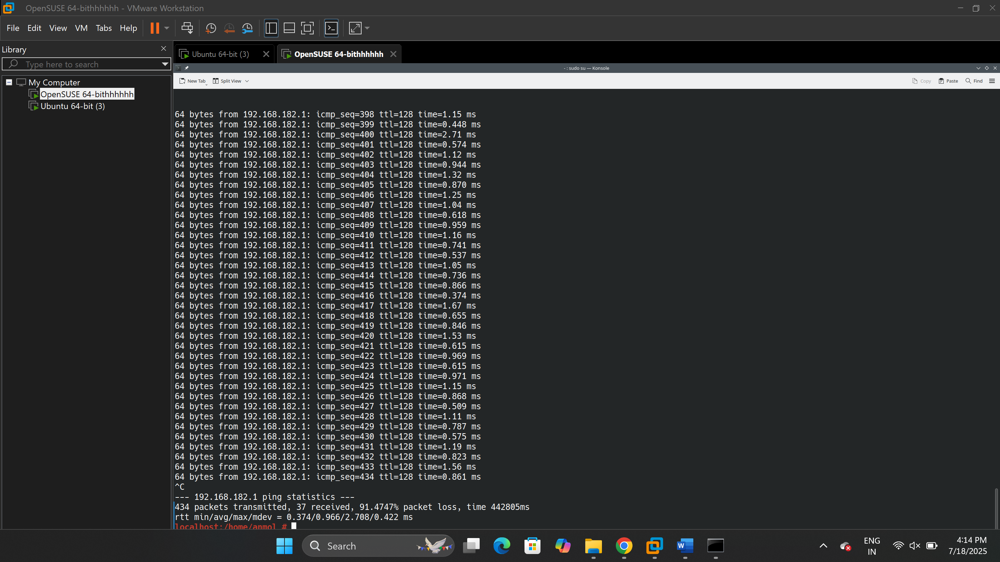 OpenSUSE 64-bithhhhhh - VMware Workstation
File Edit View VM Tabs Help
Library
Type here to search
My Computer
OpenSUSE 64-bithhhhhh
Ubuntu 64-bit (3)
Ubuntu 64-bit (3)
OpenSUSE 64-bithhhhhh
- : sudo su — Konsole
New Tab Split View Copy Paste Find
64 bytes from 192.168.182.1: icmp_seq=398 ttl=128 time=1.15 ms
64 bytes from 192.168.182.1: icmp_seq=399 ttl=128 time=0.448 ms
64 bytes from 192.168.182.1: icmp_seq=400 ttl=128 time=2.71 ms
64 bytes from 192.168.182.1: icmp_seq=401 ttl=128 time=0.574 ms
64 bytes from 192.168.182.1: icmp_seq=402 ttl=128 time=1.12 ms
64 bytes from 192.168.182.1: icmp_seq=403 ttl=128 time=0.944 ms
64 bytes from 192.168.182.1: icmp_seq=404 ttl=128 time=1.32 ms
64 bytes from 192.168.182.1: icmp_seq=405 ttl=128 time=0.870 ms
64 bytes from 192.168.182.1: icmp_seq=406 ttl=128 time=1.25 ms
64 bytes from 192.168.182.1: icmp_seq=407 ttl=128 time=1.04 ms
64 bytes from 192.168.182.1: icmp_seq=408 ttl=128 time=0.618 ms
64 bytes from 192.168.182.1: icmp_seq=409 ttl=128 time=0.959 ms
64 bytes from 192.168.182.1: icmp_seq=410 ttl=128 time=1.16 ms
64 bytes from 192.168.182.1: icmp_seq=411 ttl=128 time=0.741 ms
64 bytes from 192.168.182.1: icmp_seq=412 ttl=128 time=0.537 ms
64 bytes from 192.168.182.1: icmp_seq=413 ttl=128 time=1.05 ms
64 bytes from 192.168.182.1: icmp_seq=414 ttl=128 time=0.736 ms
64 bytes from 192.168.182.1: icmp_seq=415 ttl=128 time=0.866 ms
64 bytes from 192.168.182.1: icmp_seq=416 ttl=128 time=0.374 ms
64 bytes from 192.168.182.1: icmp_seq=417 ttl=128 time=1.67 ms
64 bytes from 192.168.182.1: icmp_seq=418 ttl=128 time=0.655 ms
64 bytes from 192.168.182.1: icmp_seq=419 ttl=128 time=0.846 ms
64 bytes from 192.168.182.1: icmp_seq=420 ttl=128 time=1.53 ms
64 bytes from 192.168.182.1: icmp_seq=421 ttl=128 time=0.615 ms
64 bytes from 192.168.182.1: icmp_seq=422 ttl=128 time=0.969 ms
64 bytes from 192.168.182.1: icmp_seq=423 ttl=128 time=0.615 ms
64 bytes from 192.168.182.1: icmp_seq=424 ttl=128 time=0.971 ms
64 bytes from 192.168.182.1: icmp_seq=425 ttl=128 time=1.15 ms
64 bytes from 192.168.182.1: icmp_seq=426 ttl=128 time=0.868 ms
64 bytes from 192.168.182.1: icmp_seq=427 ttl=128 time=0.509 ms
64 bytes from 192.168.182.1: icmp_seq=428 ttl=128 time=1.11 ms
64 bytes from 192.168.182.1: icmp_seq=429 ttl=128 time=0.787 ms
64 bytes from 192.168.182.1: icmp_seq=430 ttl=128 time=0.575 ms
64 bytes from 192.168.182.1: icmp_seq=431 ttl=128 time=1.19 ms
64 bytes from 192.168.182.1: icmp_seq=432 ttl=128 time=0.823 ms
64 bytes from 192.168.182.1: icmp_seq=433 ttl=128 time=1.56 ms
64 bytes from 192.168.182.1: icmp_seq=434 ttl=128 time=0.861 ms
^C
--- 192.168.182.1 ping statistics ---
434 packets transmitted, 37 received, 91.4747% packet loss, time 442805ms
rtt min/avg/max/mdev = 0.374/0.966/2.708/0.422 ms
localhost:/home/anmol #
Search
W
ENG
IN
4:14 PM
7/18/2025